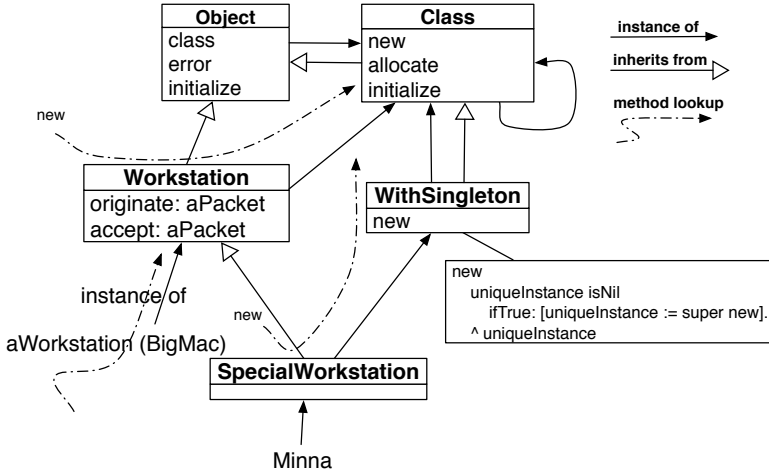 Object
class
error
initialize
Class
new
allocate
initialize
instance of
inherits from
method lookup
new
Workstation
originate: aPacket
accept: aPacket
WithSingleton
new
new
uniqueInstance isNil
ifTrue: [uniqueInstance := super new].
^ uniqueInstance
instance of
aWorkstation (BigMac)
new
SpecialWorkstation
Minna